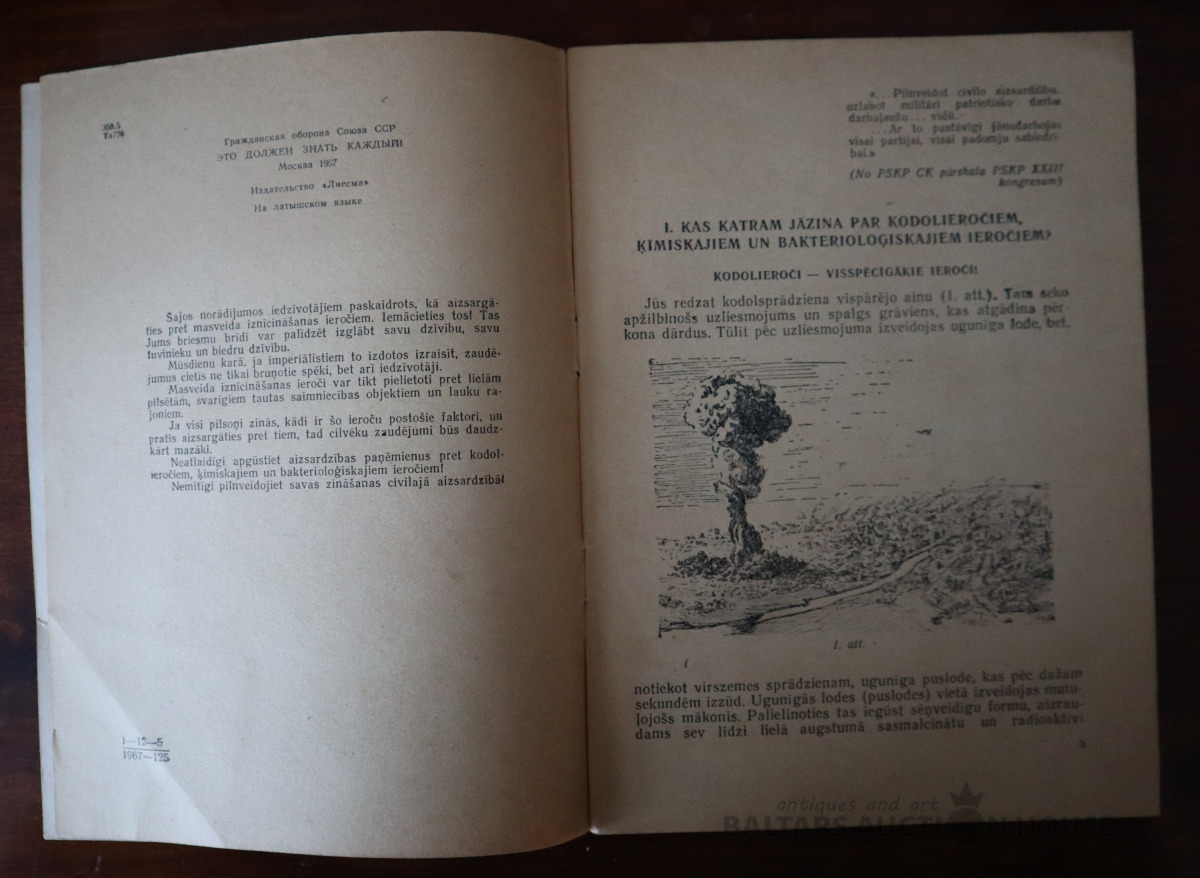 355.5
Ta776
Гражданская оборона Союза ССР
ЭТО ДОЛЖЕН ЗНАТЬ КАЖДЫЙ!
Москва 1967
Издательство «Лиесма»
На латышском языке
Šajos norādījumos iedzīvotājiem paskaidrots, kā aizsargā-
ties pret masveida iznīcināšanas ieročiem. Iemācieties tos! Tas
Jums briesmu brīdī var palīdzēt izglābt savu dzīvību, savu
tuvinieku un biedru dzīvību.
Mūsdienu karā, ja imperiālistiem to izdotos izraisīt, zaudē-
jumus cietīs ne tikai bruņotie spēki, bet arī iedzīvotāji.
Masveida iznīcināšanas ieroči var tikt pielietoti pret lielām
pilsētām, svarīgiem tautas saimniecības objektiem un lauku ra-
joniem.
Ja visi pilsoņi zinās, kādi ir šo ieroču postošie faktori, un
pratīs aizsargāties pret tiem, tad cilvēku zaudējumi būs daudz-
kārt mazāki.
Neatlaidīgi apgūstiet aizsardzības paņēmienus pret kodol-
ieročiem, ķīmiskajiem un bakterioloģiskajiem ieročiem!
Nemitīgi pilnveidojiet savas zināšanas civilajā aizsardzībā!
1—12—5
1967—125
«... Pilnveidot civilo aizsardzību,
uzlabot militāri patriotisko darbu
darbaļaužu ... vidū.
... Ar to pastāvīgi jānodarbojas
visai partijai, visai padomju sabiedrī-
bai.»
(No PSKP CK pārskata PSKP XXIII
kongresam)
I. KAS KATRAM JĀZINA PAR KODOLIEROČIEM,
ĶĪMISKAJIEM UN BAKTERIOLOĢISKAJIEM IEROČIEM?
KODOLIEROČI — VISSPĒCĪGĀKIE IEROČI!
Jūs redzat kodolsprādziena vispārējo ainu (1. att.). Tam seko
apžilbinošs uzliesmojums un spalgs grāviens, kas atgādina pēr-
kona dārdus. Tūlīt pēc uzliesmojuma izveidojas ugunīga lode, bet,
1. att.
notiekot virszemes sprādzienam, ugunīga puslode, kas pēc dažām
sekundēm izzūd. Ugunīgās lodes (puslodes) vietā izveidojas mutu-
ļojošs mākonis. Palielinoties tas iegūst sēņveidīgu formu, aizrau-
dams sev līdzi lielā augstumā sasmalcinātu un radioaktīvi
3
antiques and art
BALTARS AUCTION HOUSE